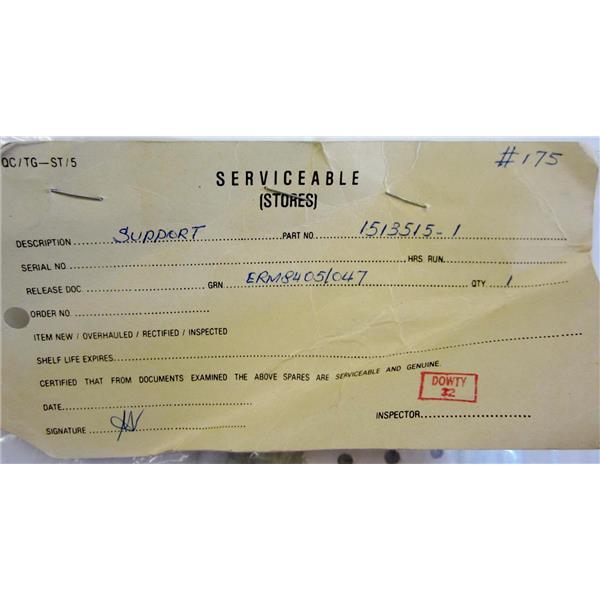 QC/TG—ST/5
#175
SERVICEABLE
(STORES)
DESCRIPTION SUPPORT PART NO. 1513515-1
SERIAL NO. HRS RUN.
RELEASE DOC. GRN ERM8405/047 QTY 1
ORDER NO.
ITEM NEW / OVERHAULED / RECTIFIED / INSPECTED
SHELF LIFE EXPIRES
CERTIFIED THAT FROM DOCUMENTS EXAMINED THE ABOVE SPARES ARE SERVICEABLE AND GENUINE.
DOWTY
32
DATE
INSPECTOR
SIGNATURE